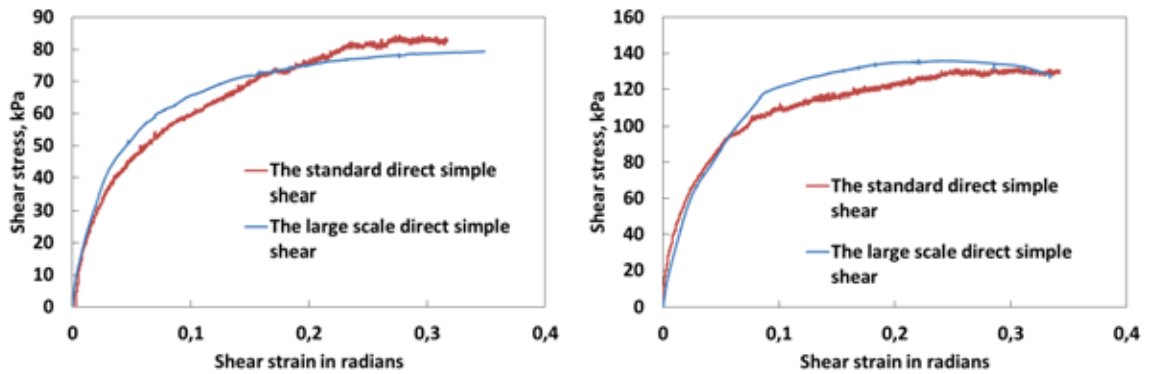 90
80
70
60
50
40
30
20
10
0
Shear stress, kPa
The standard direct simple
shear
The large scale direct simple
shear
0 0,1 0,2 0,3 0,4
Shear strain in radians
160
140
120
100
80
60
40
20
0
Shear stress, kPa
The standard direct simple
shear
The large scale direct simple
shear
0 0,1 0,2 0,3 0,4
Shear strain in radians